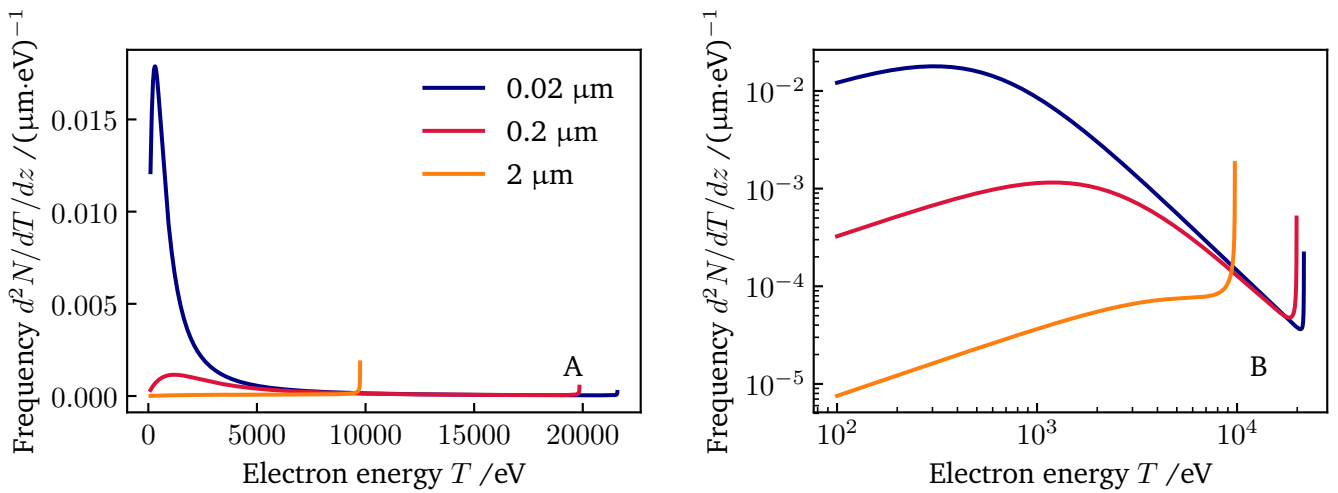 Frequency d²N/dT/dz /(μm·eV)⁻¹
0.015
0.010
0.005
0.000
0.02 μm
0.2 μm
2 μm
A
0 5000 10000 15000 20000
Electron energy T /eV
Frequency d²N/dT/dz /(μm·eV)⁻¹
10⁻²
10⁻³
10⁻⁴
10⁻⁵
B
10² 10³ 10⁴
Electron energy T /eV